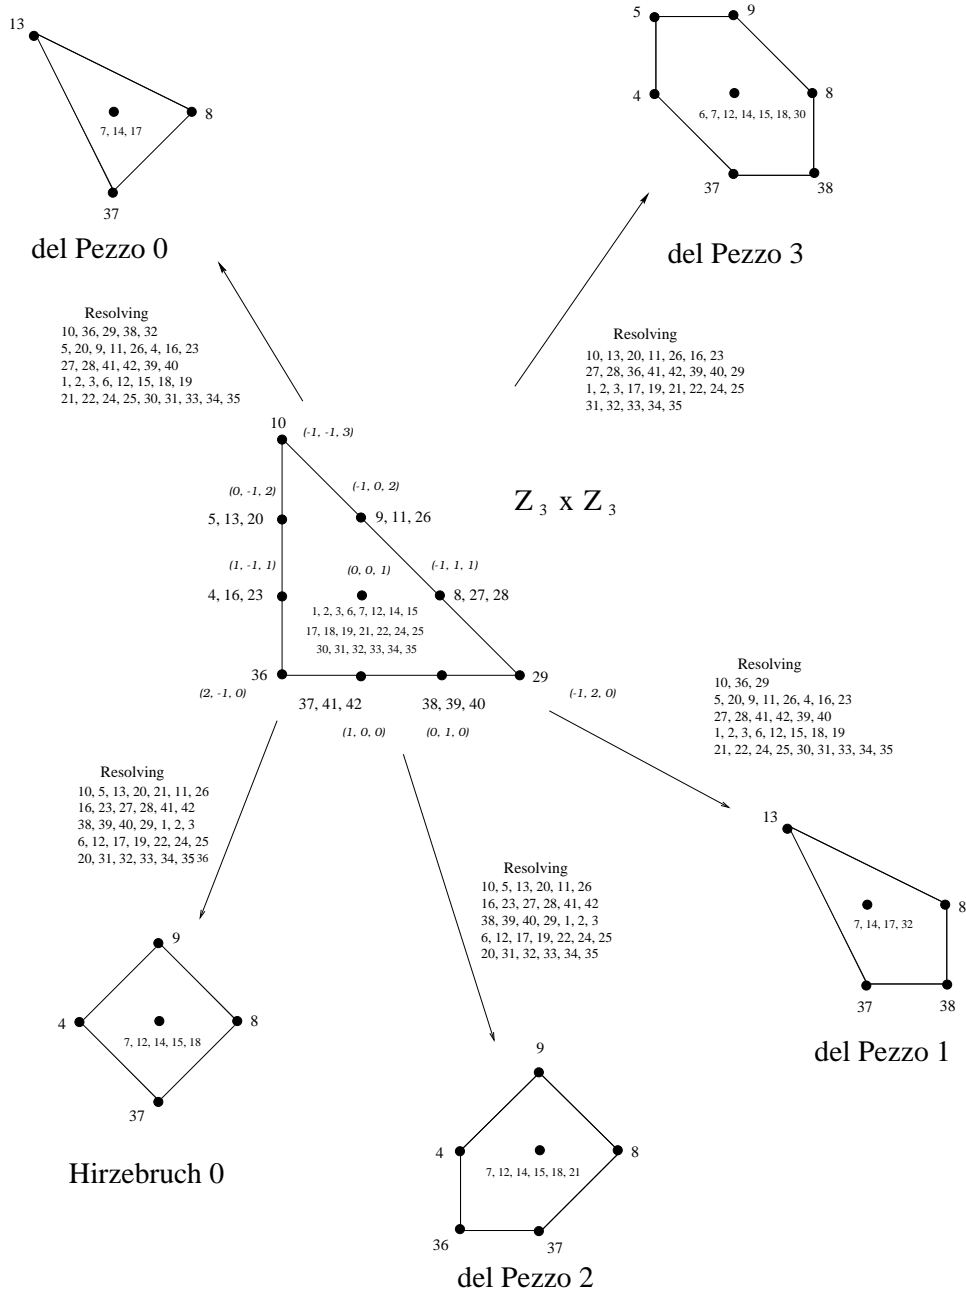 13
8
7, 14, 17
37
del Pezzo 0
5
9
4
8
6, 7, 12, 14, 15, 18, 30
37
38
del Pezzo 3
Resolving
10, 36, 29, 38, 32
5, 20, 9, 11, 26, 4, 16, 23
27, 28, 41, 42, 39, 40
1, 2, 3, 6, 12, 15, 18, 19
21, 22, 24, 25, 30, 31, 33, 34, 35
Resolving
10, 13, 20, 11, 26, 16, 23
27, 28, 36, 41, 42, 39, 40, 29
1, 2, 3, 17, 19, 21, 22, 24, 25
31, 32, 33, 34, 35
10
(-1, -1, 3)
(0, -1, 2)
(-1, 0, 2)
5, 13, 20
9, 11, 26
Z 3 x Z 3
(1, -1, 1)
(0, 0, 1)
(-1, 1, 1)
4, 16, 23
8, 27, 28
1, 2, 3, 6, 7, 12, 14, 15
17, 18, 19, 21, 22, 24, 25
30, 31, 32, 33, 34, 35
36
29
(2, -1, 0)
37, 41, 42
38, 39, 40
(-1, 2, 0)
(1, 0, 0)
(0, 1, 0)
Resolving
10, 36, 29
5, 20, 9, 11, 26, 4, 16, 23
27, 28, 41, 42, 39, 40
1, 2, 3, 6, 12, 15, 18, 19
21, 22, 24, 25, 30, 31, 33, 34, 35
Resolving
10, 5, 13, 20, 21, 11, 26
16, 23, 27, 28, 41, 42
38, 39, 40, 29, 1, 2, 3
6, 12, 17, 19, 22, 24, 25
20, 31, 32, 33, 34, 35 36
Resolving
10, 5, 13, 20, 11, 26
16, 23, 27, 28, 41, 42
38, 39, 40, 29, 1, 2, 3
6, 12, 17, 19, 22, 24, 25
20, 31, 32, 33, 34, 35
13
8
7, 14, 17, 32
37
38
del Pezzo 1
9
4
8
7, 12, 14, 15, 18
37
Hirzebruch 0
9
4
8
7, 12, 14, 15, 18, 21
36
37
del Pezzo 2